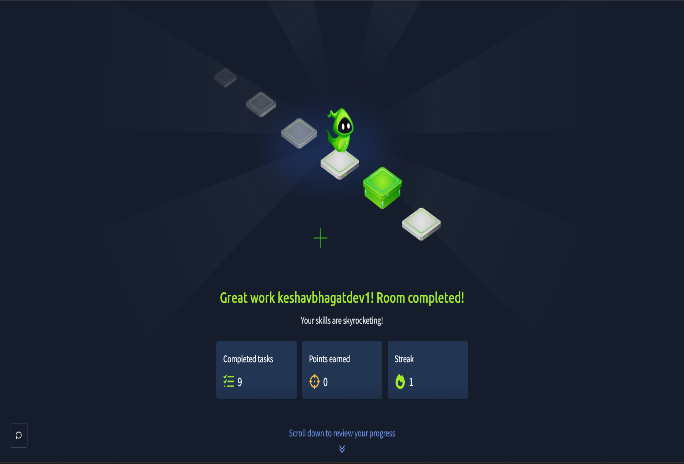 Great work keshavbhagatdev1! Room completed!
Your skills are skyrocketing!
Completed tasks
9
Points earned
0
Streak
1
Scroll down to review your progress